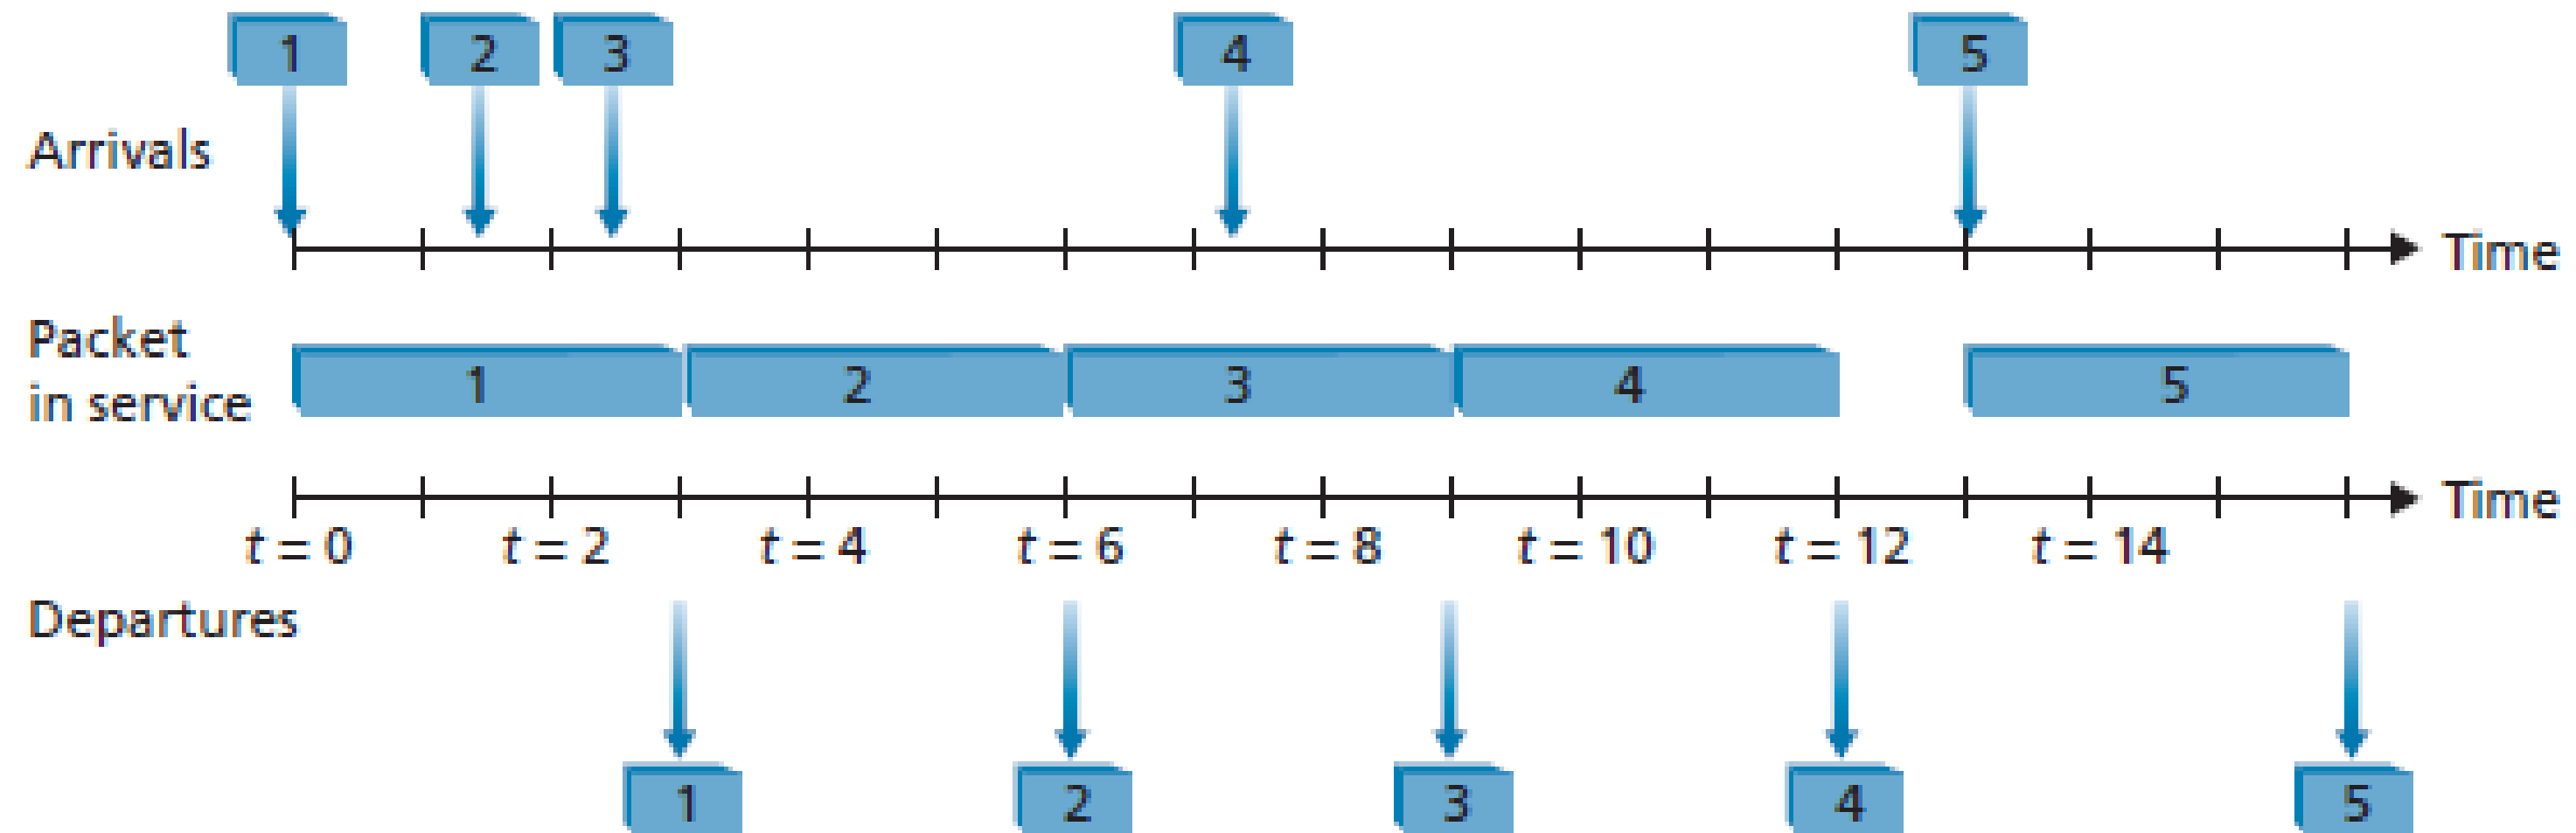 1 2 3 4 5
Arrivals
Time
Packet
in service
1 2 3 4 5
Time
t = 0 t = 2 t = 4 t = 6 t = 8 t = 10 t = 12 t = 14
Departures
1 2 3 4 5